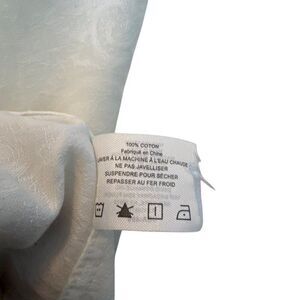 100% COTON
Fabriqué en Chine
LAVER À LA MACHINE À L'EAU CHAUDE
NE PAS JAVELLISER
SUSPENDRE POUR SÉCHER
REPASSER AU FER FROID